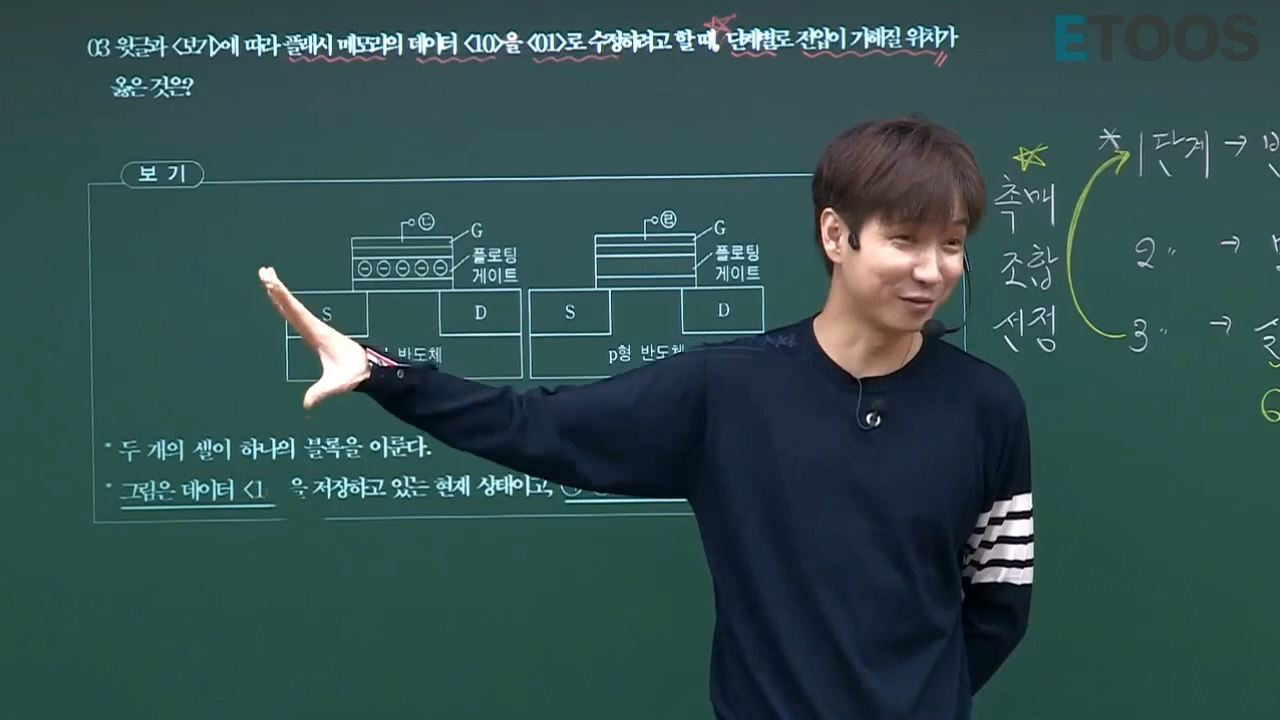 ETOOS
03 윗글과 <보기>에 따라 플래시 메모리의 데이터 <10>을 <01>로 수정하려고 할 때, 단계별로 전압이 가해질 위치가
옳은 것은?
보 기
㉡ G
플로팅
게이트
S D
반도체
㉣ G
플로팅
게이트
S D
p형 반도체
* 두 개의 셀이 하나의 블록을 이룬다.
* 그림은 데이터 <1 을 저장하고 있는 현재 상태이고,
촉매
조합
선정
* 1단계 →
2〃 →
3〃 →